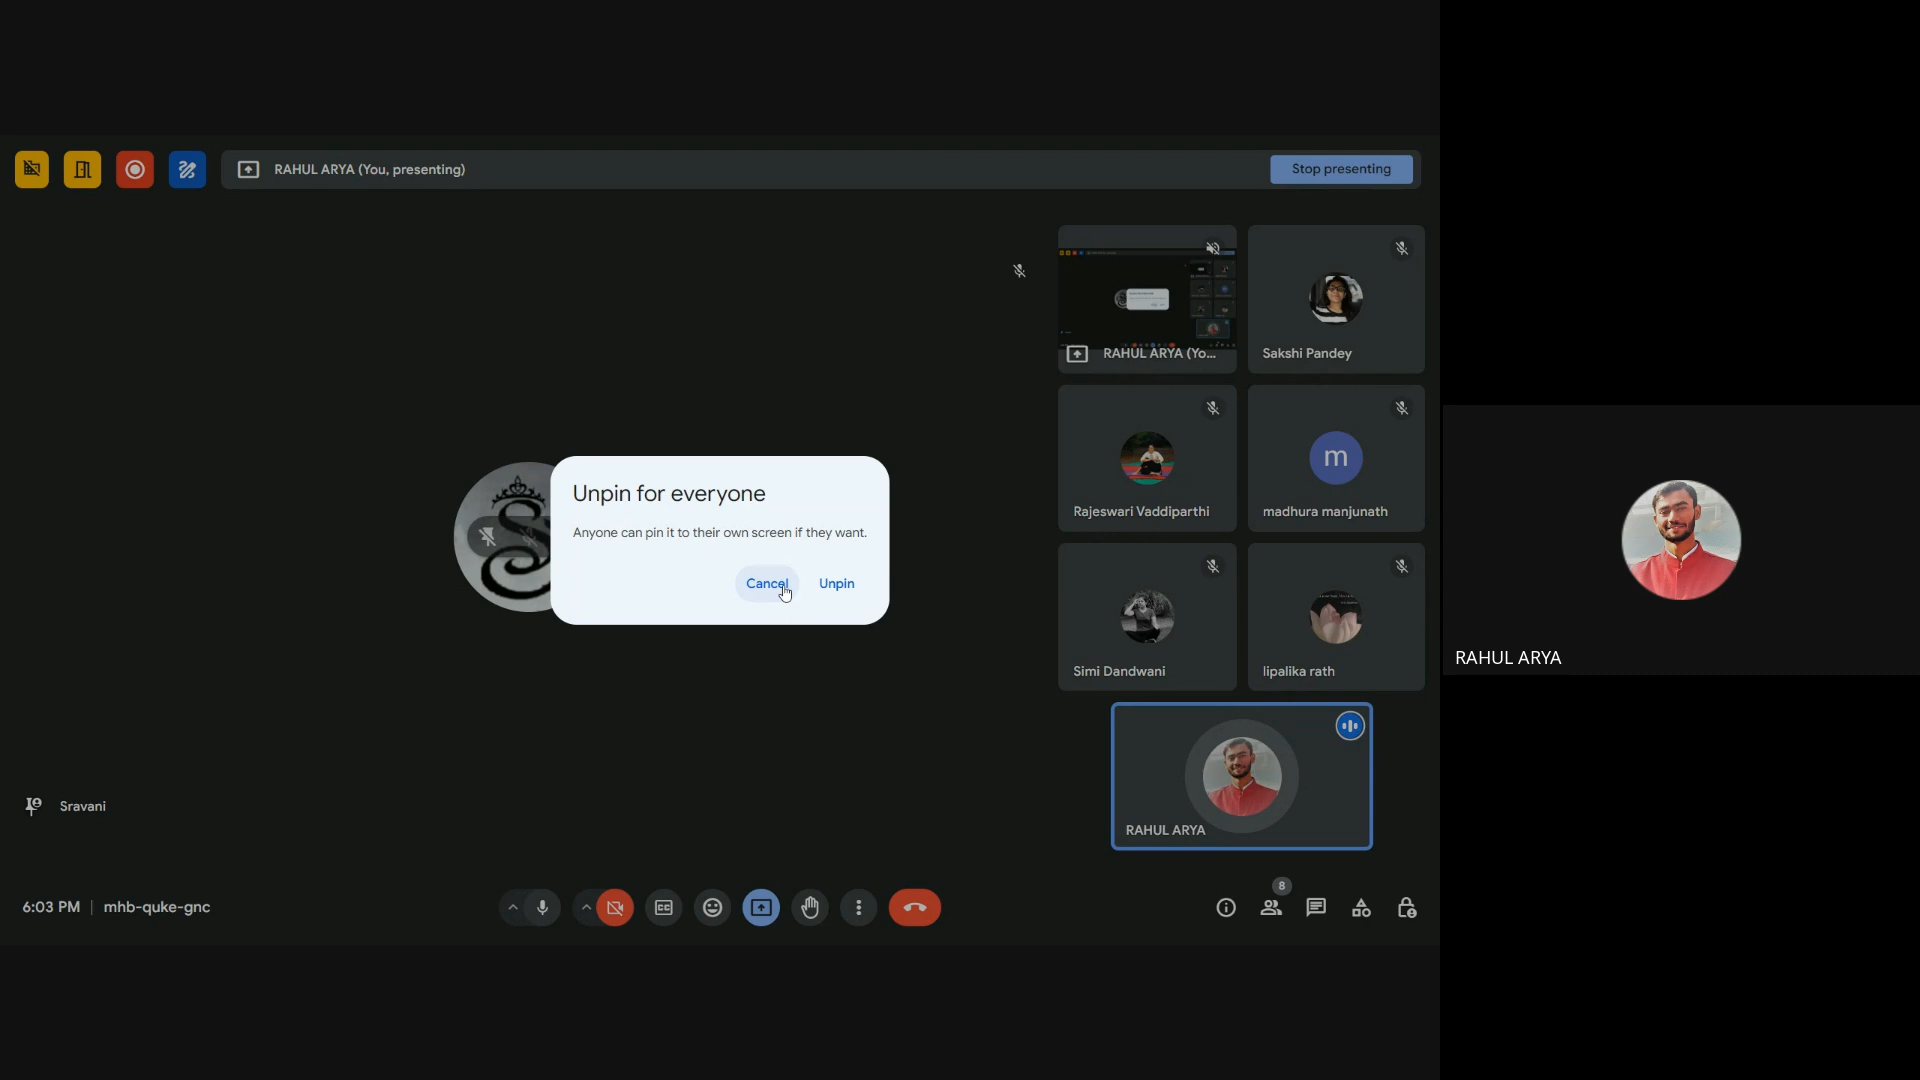 RAHUL ARYA (You, presenting)
Stop presenting
RAHUL ARYA (Yo...
Sakshi Pandey
Rajeswari Vaddiparthi
m
madhura manjunath
Unpin for everyone
Anyone can pin it to their own screen if they want.
Cancel
Unpin
Simi Dandwani
lipalika rath
RAHUL ARYA
RAHUL ARYA
Sravani
6:03 PM | mhb-quke-gnc
CC
8